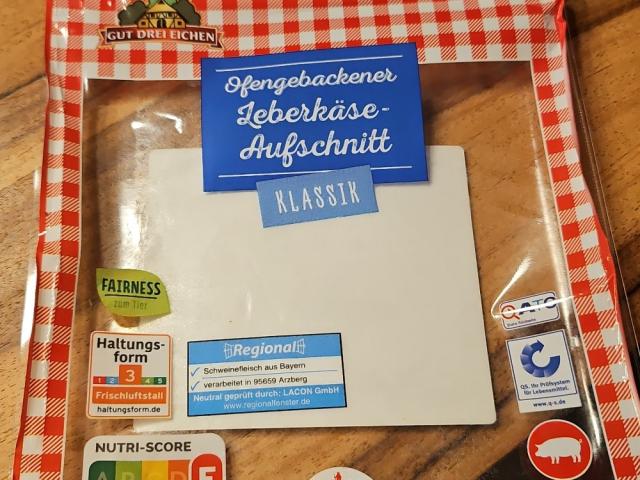 GUT DREI EICHEN
Ofengebackener
Leberkäse-
Aufschnitt
KLASSIK
FAIRNESS
zum Tier
Haltungs-
form
3
1 2 4 5
Frischluftstall
haltungsform.de
Regional
✓ Schweinefleisch aus Bayern
✓ verarbeitet in 95659 Arzberg
Neutral geprüft durch: LACON GmbH
www.regionalfenster.de
QS. Ihr Prüfsystem
für Lebensmittel.
www.q-s.de
NUTRI-SCORE
A B C D E